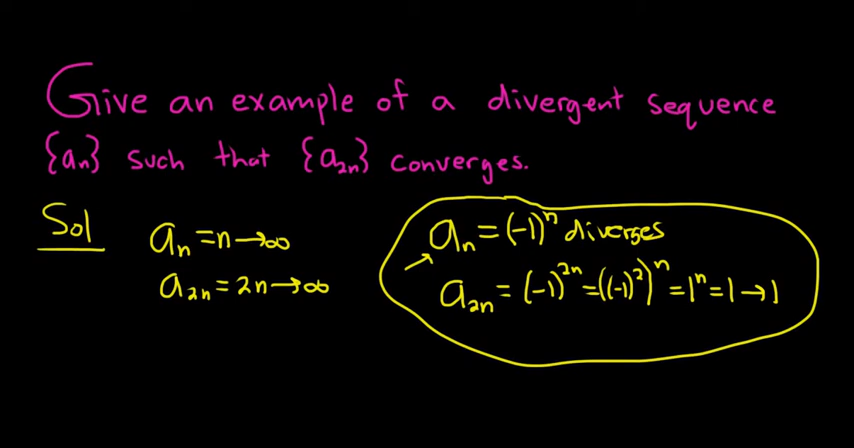 Give an example of a divergent sequence
{aₙ} such that {a₂ₙ} converges.
Sol
aₙ = n → ∞
a₂ₙ = 2n → ∞
aₙ = (-1)ⁿ diverges
a₂ₙ = (-1)²ⁿ = ((-1)²)ⁿ = 1ⁿ = 1 → 1